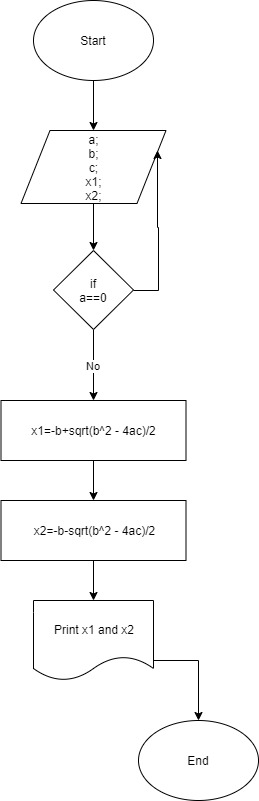 Start
a;
b;
c;
x1;
x2;
if
a==0
No
x1=-b+sqrt(b^2 - 4ac)/2
x2=-b-sqrt(b^2 - 4ac)/2
Print x1 and x2
End